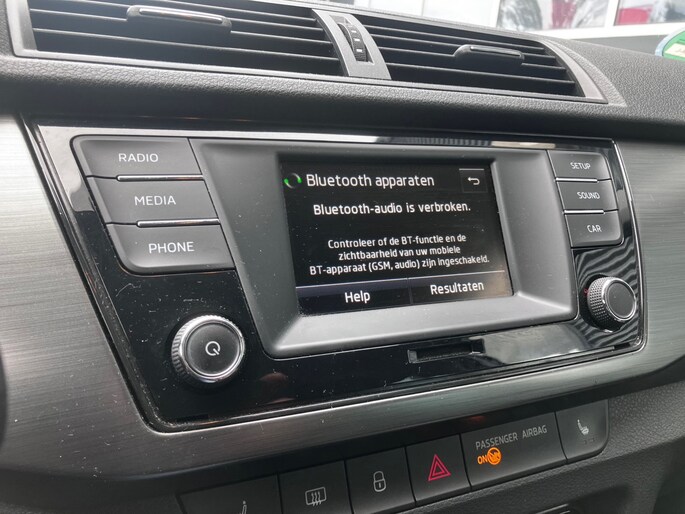 RADIO
MEDIA
PHONE
Bluetooth apparaten
Bluetooth-audio is verbroken.
Controleer of de BT-functie en de
zichtbaarheid van uw mobiele
BT-apparaat (GSM, audio) zijn ingeschakeld.
Help
Resultaten
SETUP
SOUND
CAR
PASSENGER AIRBAG
ON